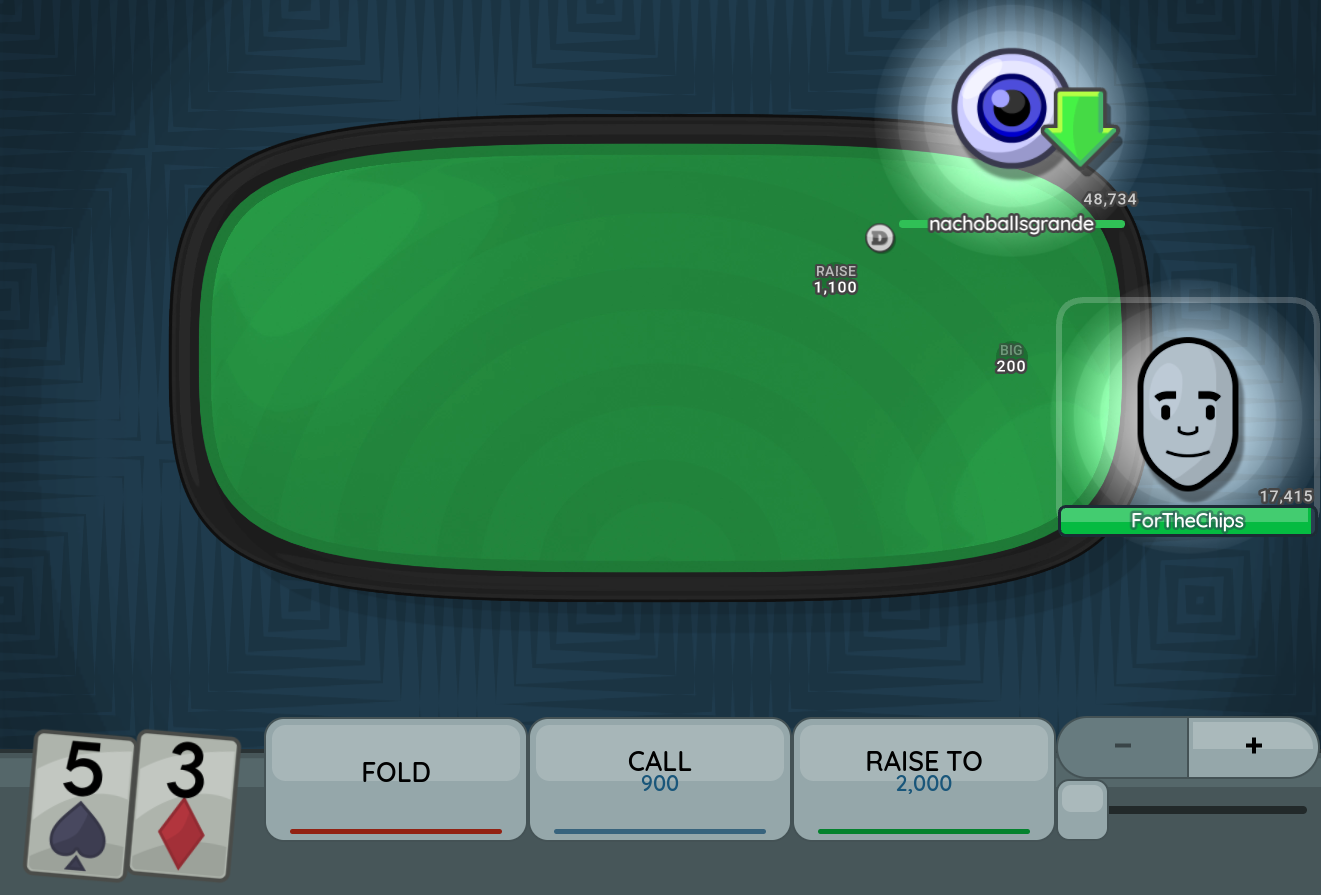 48,734
nachoballsgrande
D
RAISE
1,100
BIG
200
17,415
ForTheChips
5
3
FOLD
CALL
900
RAISE TO
2,000
−
+